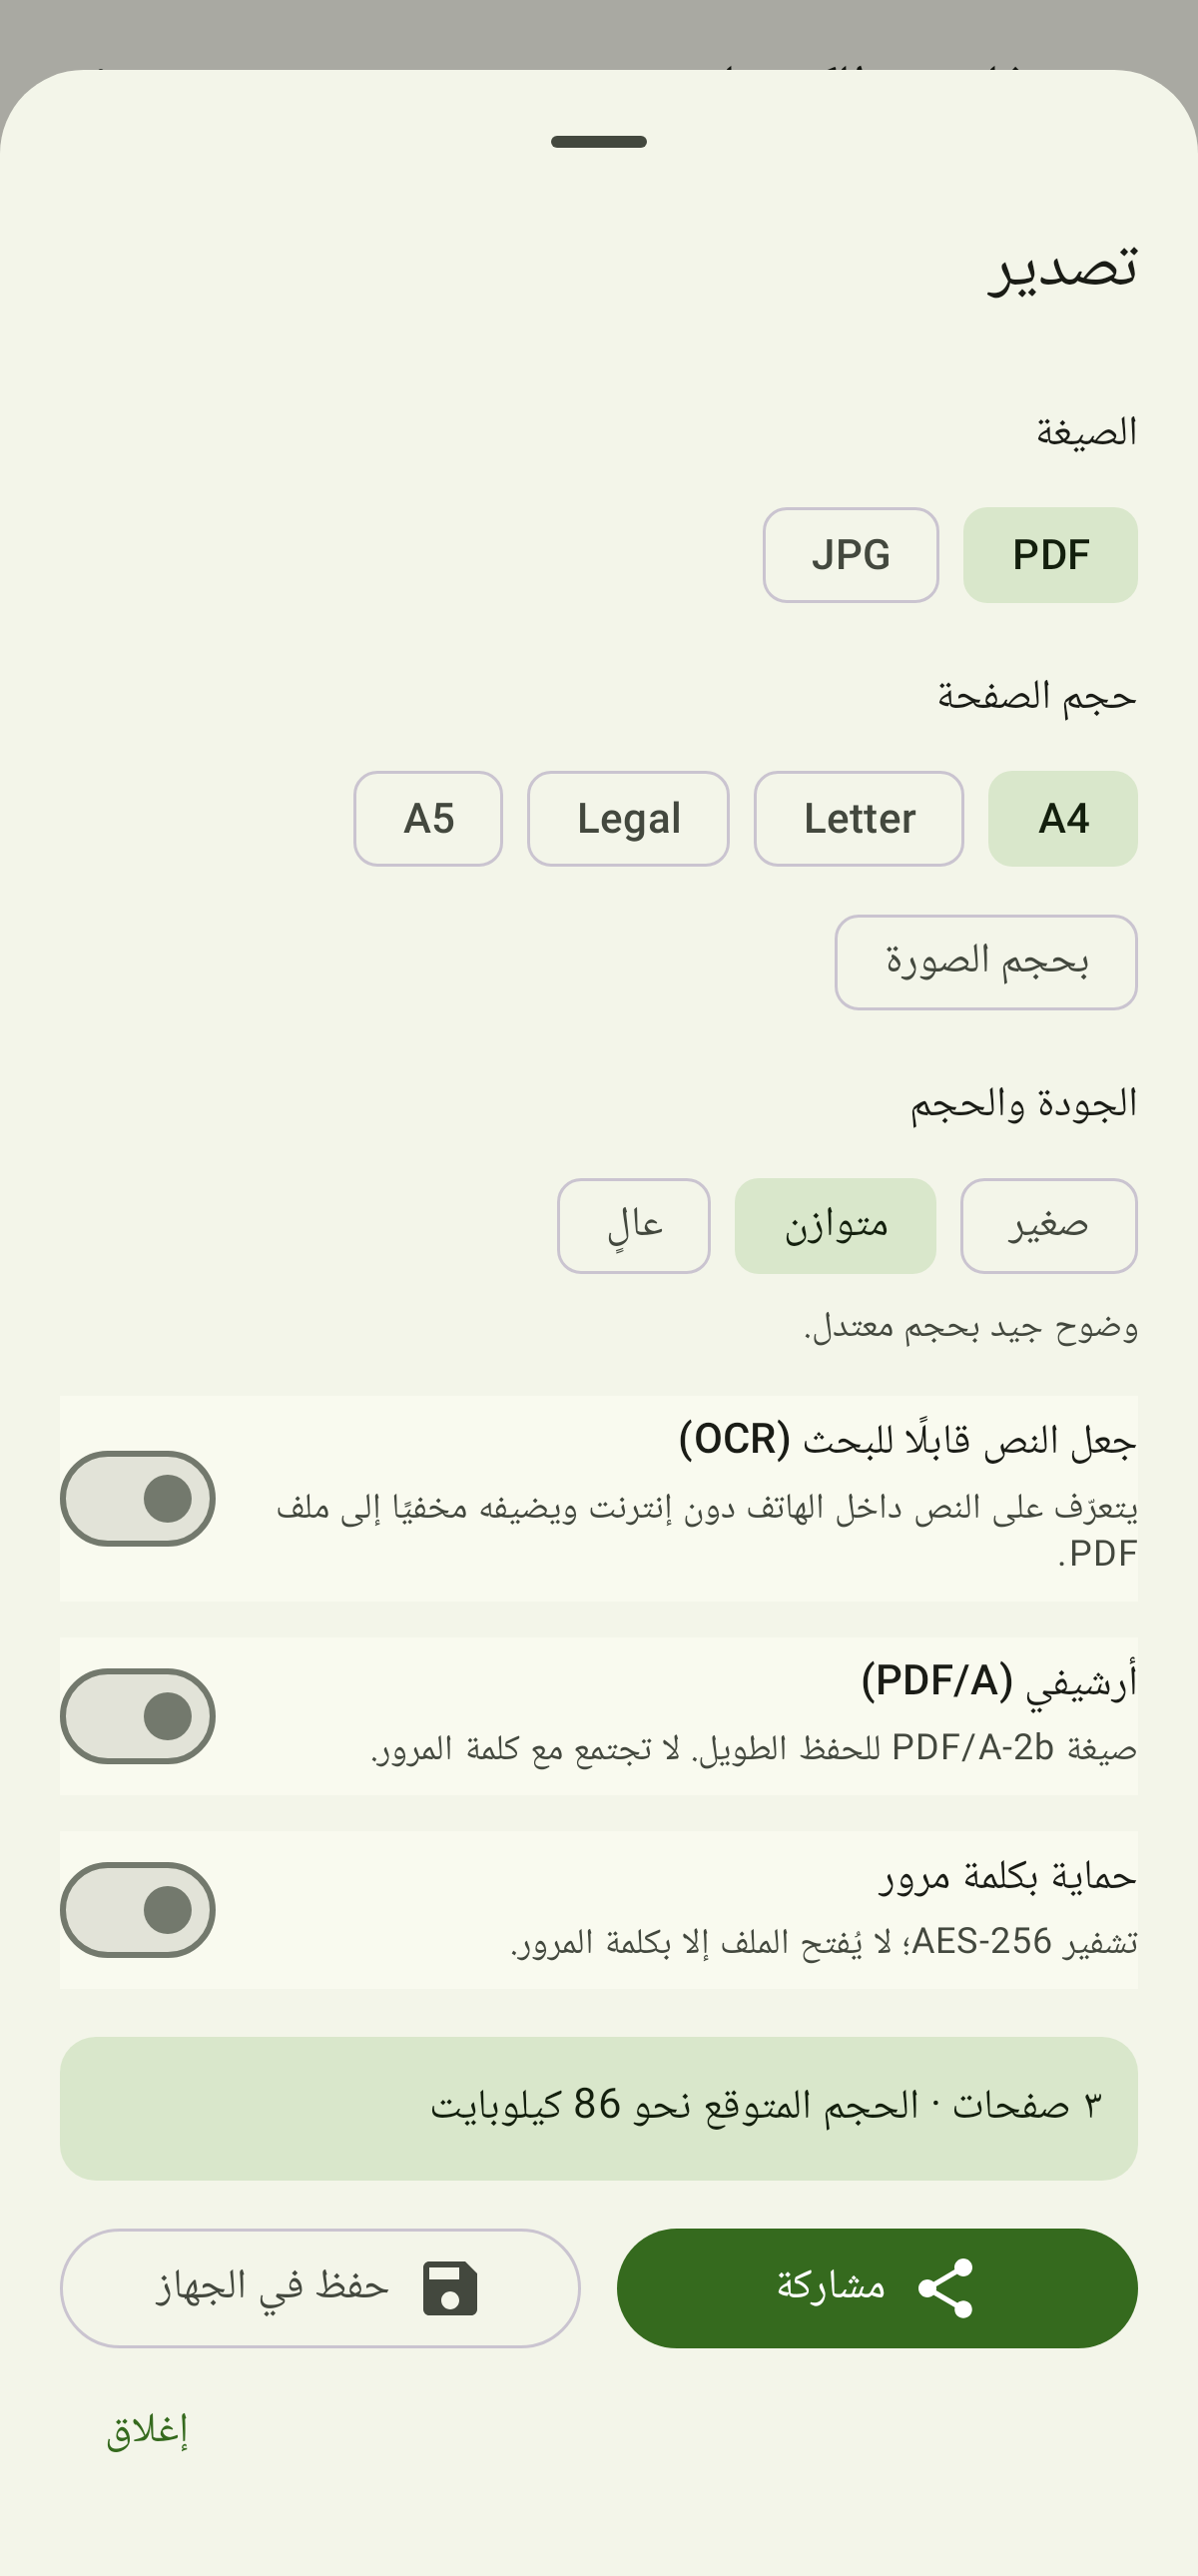 تصدير
الصيغة
PDF JPG
حجم الصفحة
A4 Letter Legal A5
بحجم الصورة
الجودة والحجم
صغير متوازن عالٍ
وضوح جيد بحجم معتدل.
جعل النص قابلًا للبحث (OCR)
يتعرّف على النص داخل الهاتف دون إنترنت ويضيفه مخفيًا إلى ملف
PDF.
أرشيفي (PDF/A)
صيغة PDF/A-2b للحفظ الطويل. لا تجتمع مع كلمة المرور.
حماية بكلمة مرور
تشفير AES-256؛ لا يُفتح الملف إلا بكلمة المرور.
٣ صفحات · الحجم المتوقع نحو 86 كيلوبايت
مشاركة حفظ في الجهاز
إغلاق